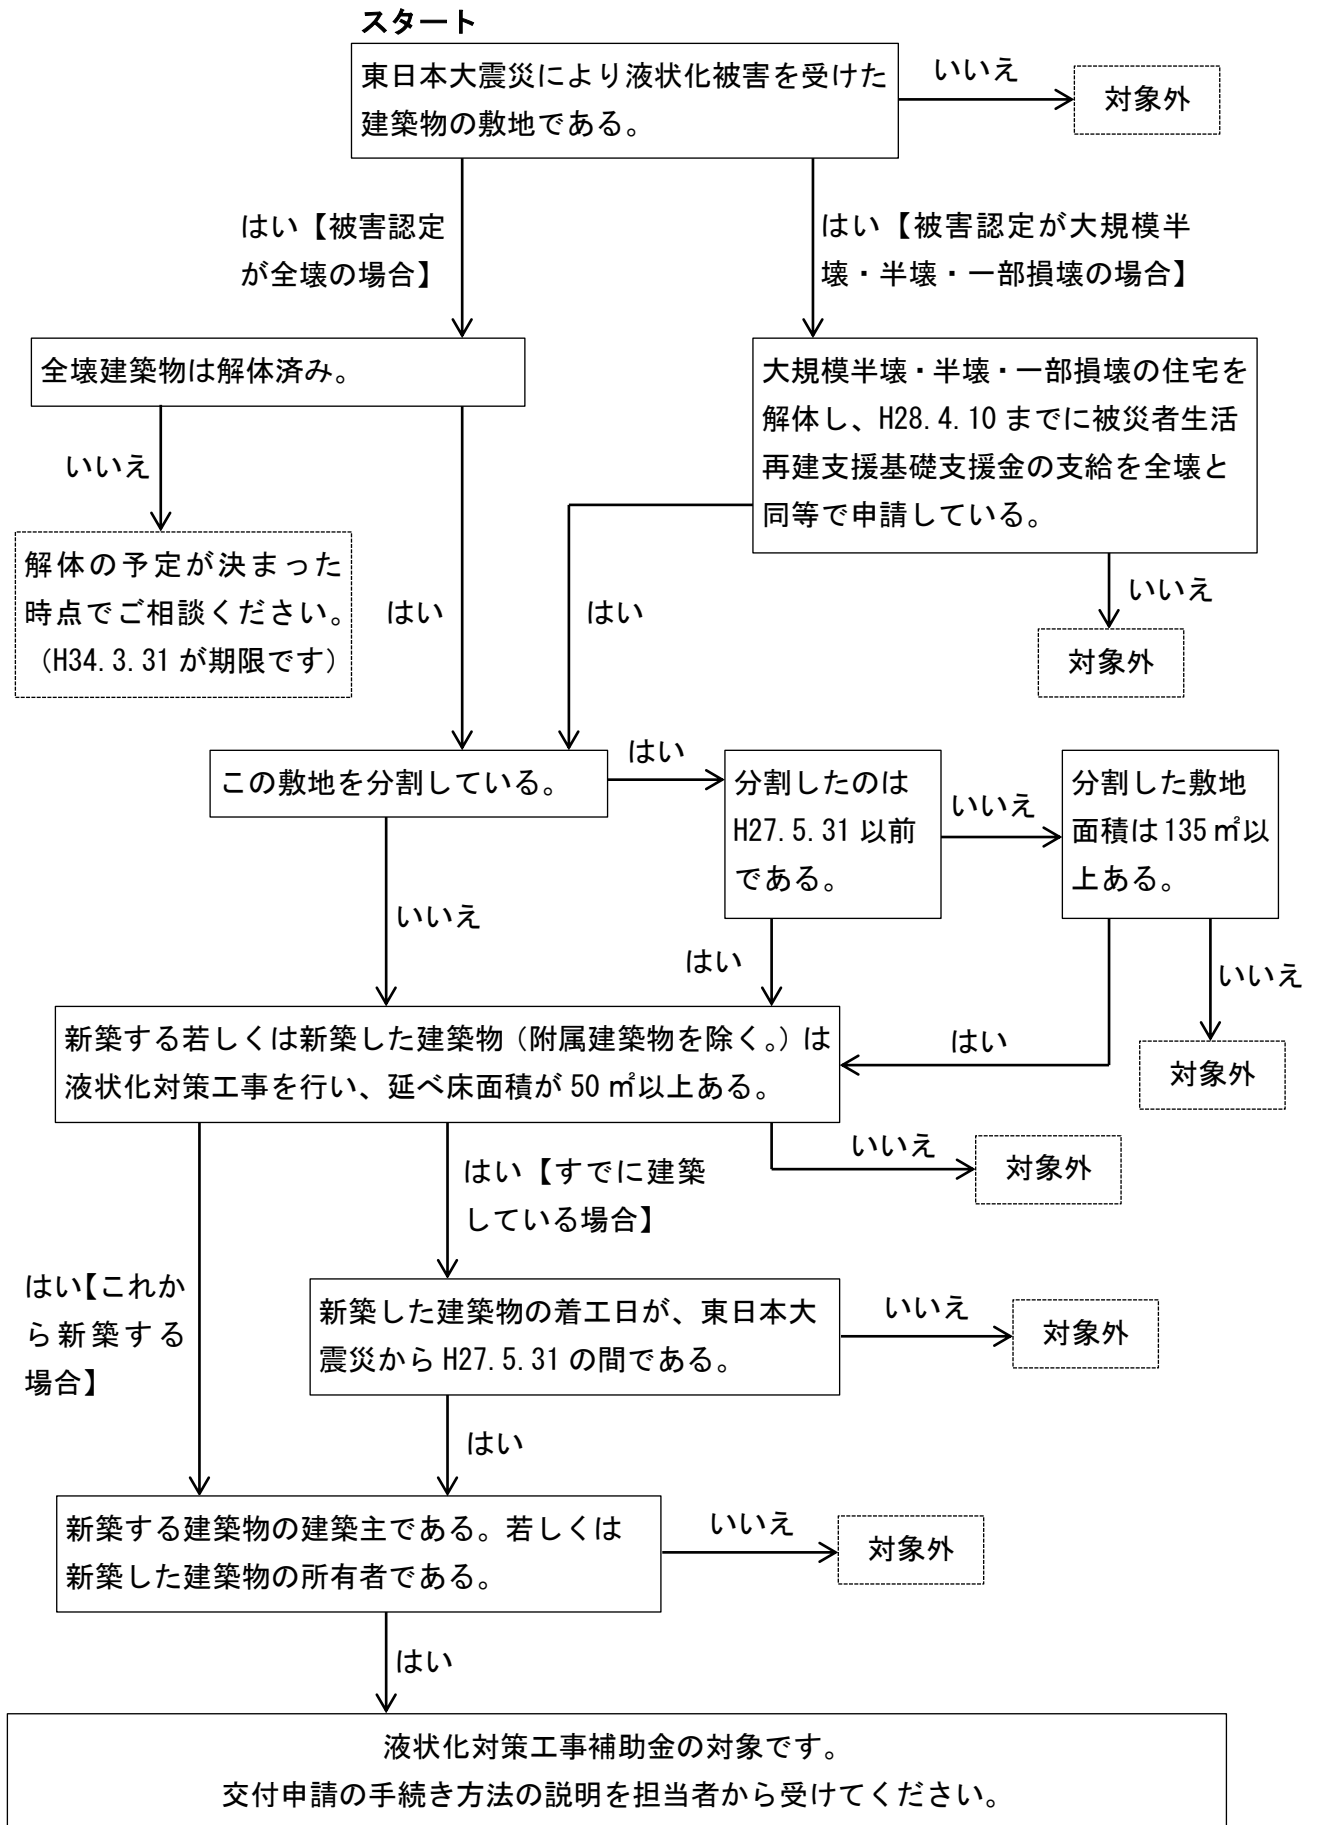 スタート
東日本大震災により液状化被害を受けた
建築物の敷地である。
いいえ
対象外
はい【被害認定
が全壊の場合】
はい【被害認定が大規模半
壊・半壊・一部損壊の場合】
全壊建築物は解体済み。
大規模半壊・半壊・一部損壊の住宅を
解体し、H28.4.10 までに被災者生活
再建支援基礎支援金の支給を全壊と
同等で申請している。
いいえ
解体の予定が決まった
時点でご相談ください。
（H34.3.31 が期限です）
はい
はい
いいえ
対象外
この敷地を分割している。
はい
分割したのは
H27.5.31 以前
である。
いいえ
分割した敷地
面積は 135 ㎡以
上ある。
いいえ
はい
いいえ
はい
対象外
新築する若しくは新築した建築物（附属建築物を除く。）は
液状化対策工事を行い、延べ床面積が 50 ㎡以上ある。
いいえ
対象外
はい【すでに建築
している場合】
はい【これか
ら新築する
場合】
新築した建築物の着工日が、東日本大
震災から H27.5.31 の間である。
いいえ
対象外
はい
新築する建築物の建築主である。若しくは
新築した建築物の所有者である。
いいえ
対象外
はい
液状化対策工事補助金の対象です。
交付申請の手続き方法の説明を担当者から受けてください。